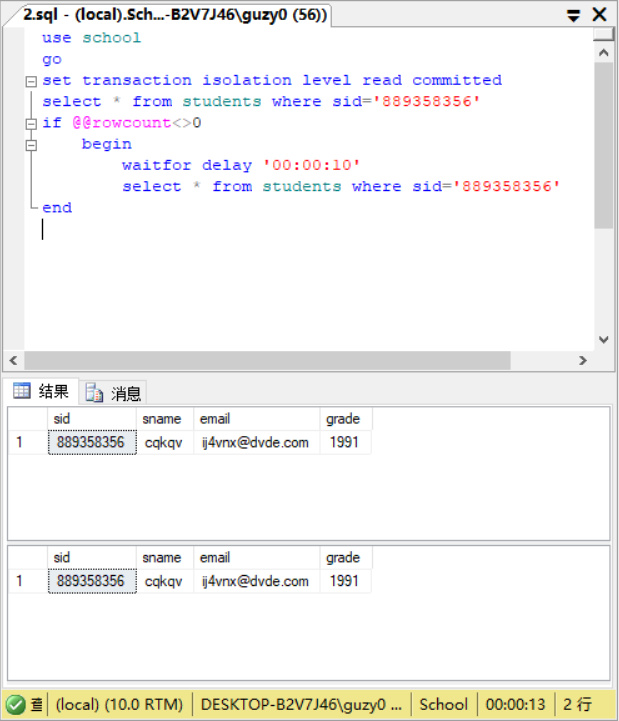 2.sql - (local).Sch...-B2V7J46\guzy0 (56))
use school
go
set transaction isolation level read committed
select * from students where sid='889358356'
if @@rowcount<>0
begin
waitfor delay '00:00:10'
select * from students where sid='889358356'
end
结果 消息
sid sname email grade
1 889358356 cqkqv ij4vnx@dvde.com 1991
sid sname email grade
1 889358356 cqkqv ij4vnx@dvde.com 1991
(local) (10.0 RTM) DESKTOP-B2V7J46\guzy0 ... School 00:00:13 2 行